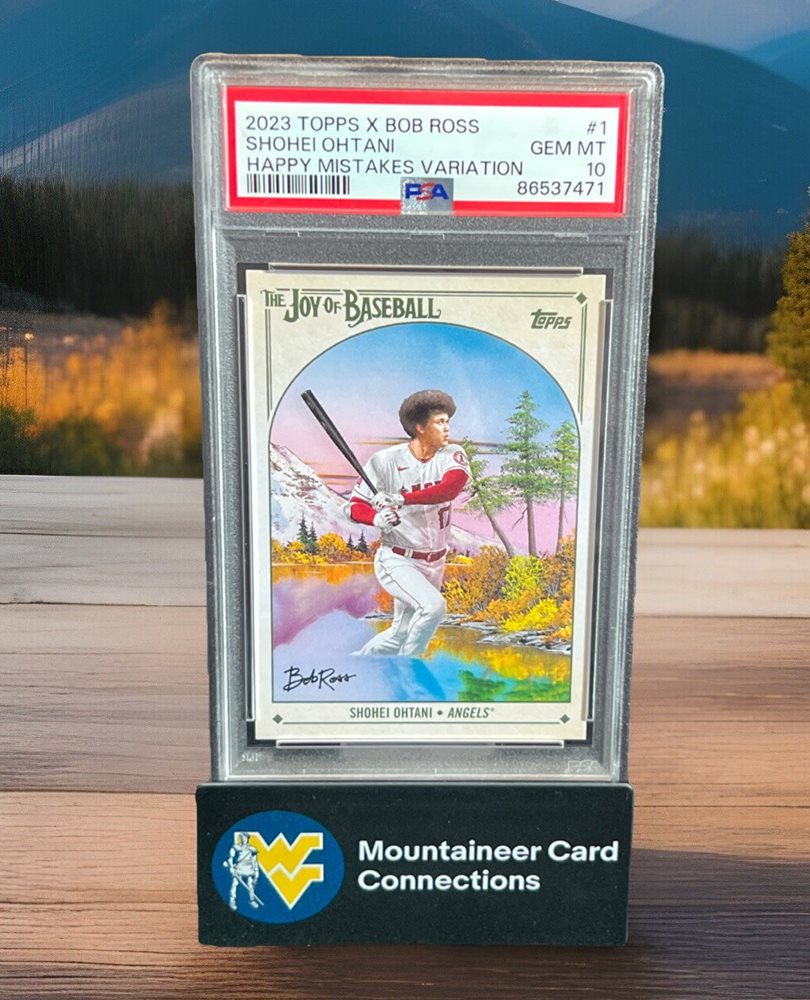 2023 TOPPS X BOB ROSS #1
SHOHEI OHTANI GEM MT
HAPPY MISTAKES VARIATION 10
PSA 86537471
THE JOY OF BASEBALL
TOPPS
17
Bob Ross
SHOHEI OHTANI • ANGELS®
WV
Mountaineer Card
Connections